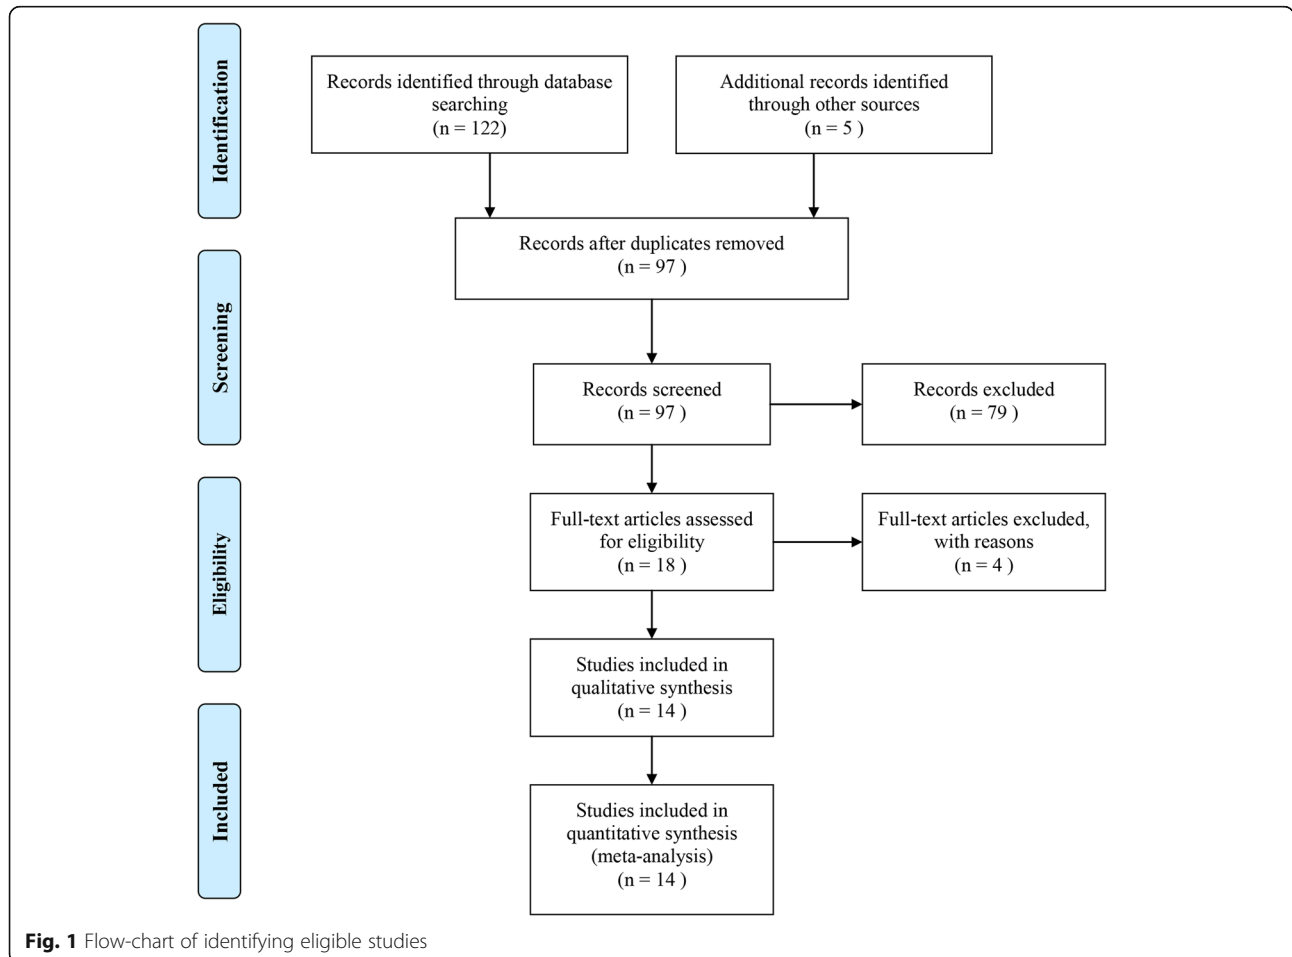 Identification
Records identified through database
searching
(n = 122)
Additional records identified
through other sources
(n = 5 )
Records after duplicates removed
(n = 97 )
Screening
Records screened
(n = 97 )
Records excluded
(n = 79 )
Eligibility
Full-text articles assessed
for eligibility
(n = 18 )
Full-text articles excluded,
with reasons
(n = 4 )
Studies included in
qualitative synthesis
(n = 14 )
Included
Studies included in
quantitative synthesis
(meta-analysis)
(n = 14 )
Fig. 1 Flow-chart of identifying eligible studies